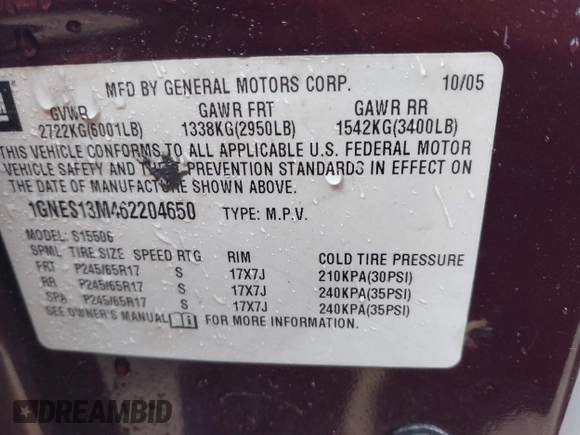 GM
MFD BY GENERAL MOTORS CORP. 10/05
GVWR GAWR FRT GAWR RR
2722KG(6001LB) 1338KG(2950LB) 1542KG(3400LB)
THIS VEHICLE CONFORMS TO ALL APPLICABLE U.S. FEDERAL MOTOR
VEHICLE SAFETY AND THEFT PREVENTION STANDARDS IN EFFECT ON
THE DATE OF MANUFACTURE SHOWN ABOVE.
1GNES13M462204650 TYPE: M.P.V.
MODEL: S15506
SPML TIRE SIZE SPEED RTG RIM COLD TIRE PRESSURE
FRT P245/65R17 S 17X7J 210KPA(30PSI)
RR P245/65R17 S 17X7J 240KPA(35PSI)
SPA P245/65R17 S 17X7J 240KPA(35PSI)
SEE OWNER'S MANUAL FOR MORE INFORMATION.
DREAMBID